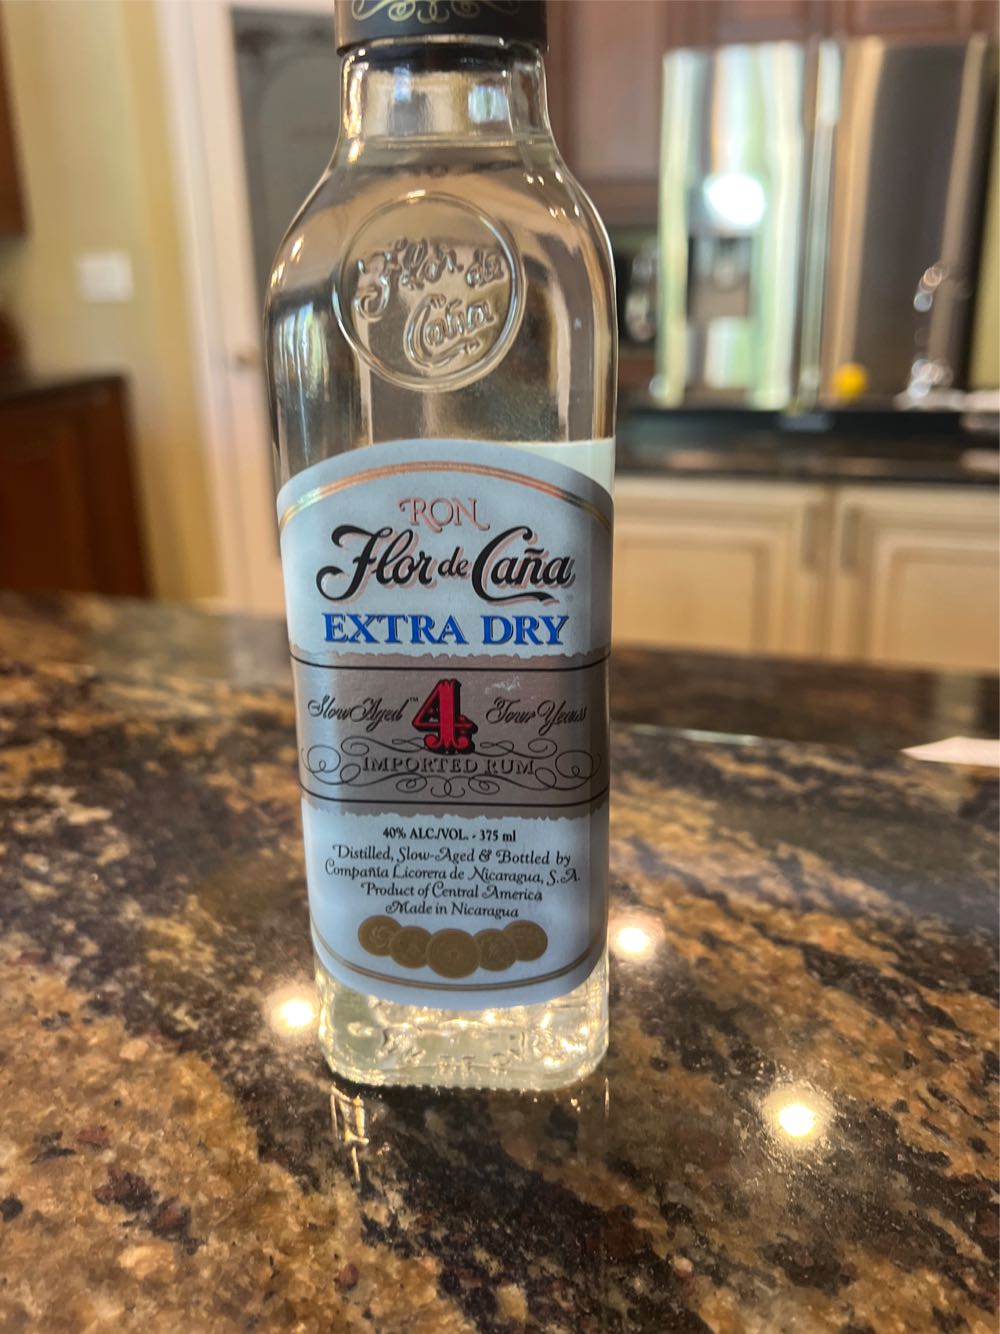 Flor de
Caña
RON
Flor de Caña
EXTRA DRY
Slow Aged™ 4 Four Years
IMPORTED RUM
40% ALC./VOL. - 375 ml
Distilled, Slow-Aged & Bottled by
Compañía Licorera de Nicaragua, S.A.
Product of Central America
Made in Nicaragua